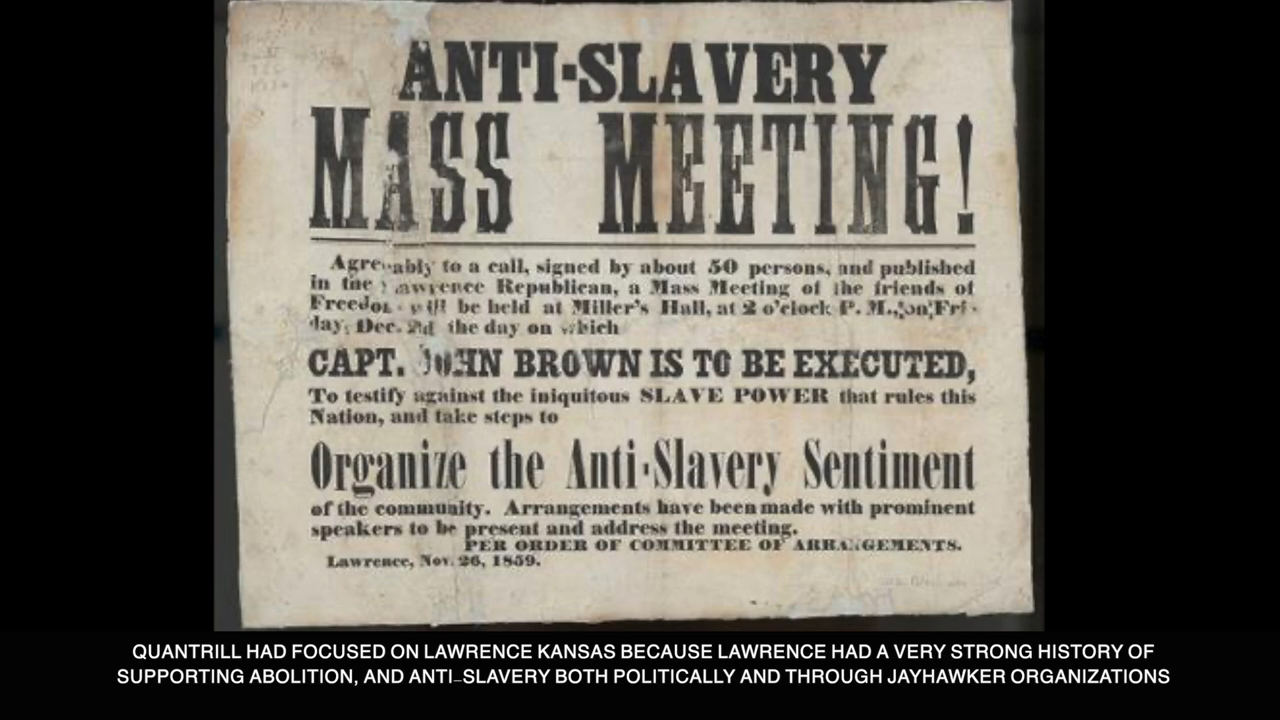 ANTI-SLAVERY
MASS MEETING!
Agreeably to a call, signed by about 50 persons, and published
in the Lawrence Republican, a Mass Meeting of the friends of
Freedom will be held at Miller's Hall, at 2 o'clock P. M., on Fri-
day, Dec. 2d the day on which
CAPT. JOHN BROWN IS TO BE EXECUTED,
To testify against the iniquitous SLAVE POWER that rules this
Nation, and take steps to
Organize the Anti-Slavery Sentiment
of the community. Arrangements have been made with prominent
speakers to be present and address the meeting.
PER ORDER OF COMMITTEE OF ARRANGEMENTS.
Lawrence, Nov. 26, 1859.
QUANTRILL HAD FOCUSED ON LAWRENCE KANSAS BECAUSE LAWRENCE HAD A VERY STRONG HISTORY OF
SUPPORTING ABOLITION, AND ANTI-SLAVERY BOTH POLITICALLY AND THROUGH JAYHAWKER ORGANIZATIONS